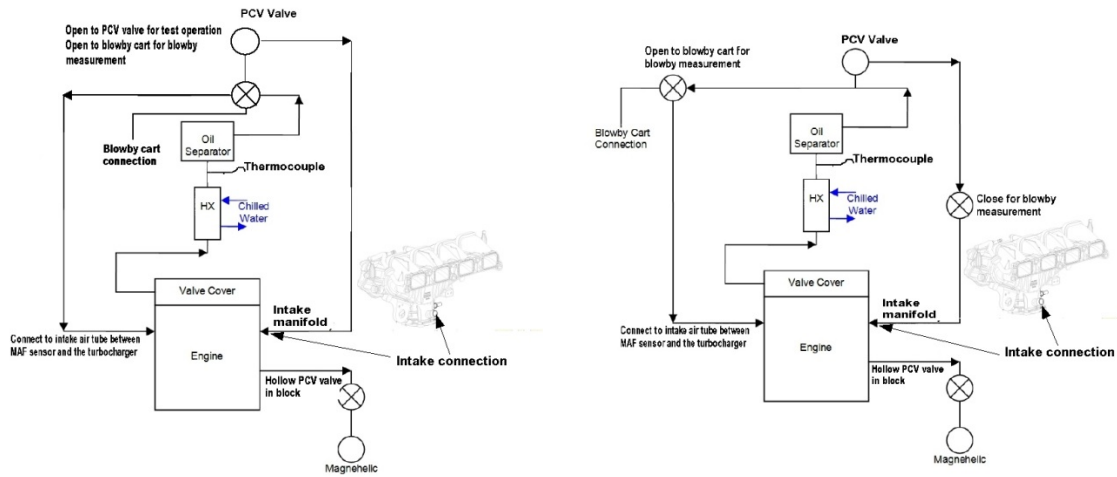 PCV Valve
Open to PCV valve for test operation
Open to blowby cart for blowby
measurement
Blowby cart
connection
Oil
Separator
Thermocouple
HX
Chilled
Water
Valve Cover
Intake
manifold
Connect to intake air tube between
MAF sensor and the turbocharger
Engine
Intake connection
Hollow PCV valve
in block
Magnehelic
PCV Valve
Open to blowby cart for
blowby measurement
Blowby Cart
Connection
Oil
Separator
Thermocouple
HX
Chilled
Water
Close for blowby
measurement
Valve Cover
Intake
manifold
Connect to intake air tube between
MAF sensor and the turbocharger
Engine
Intake connection
Hollow PCV valve
in block
Magnehelic